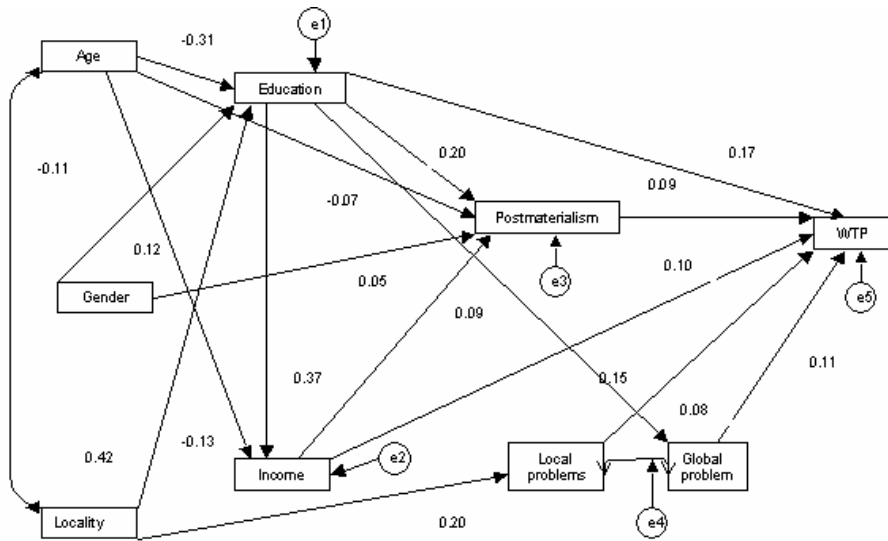 e1
-0.31
Age
Education
0.20
0.17
-0.11
-0.07
0.09
Postmaterialism
WTP
0.12
0.10
e3
e5
Gender
0.05
0.09
0.11
0.37
0.15
0.08
0.42
-0.13
e2
Income
Local
problems
Global
problem
Locality
0.20
e4